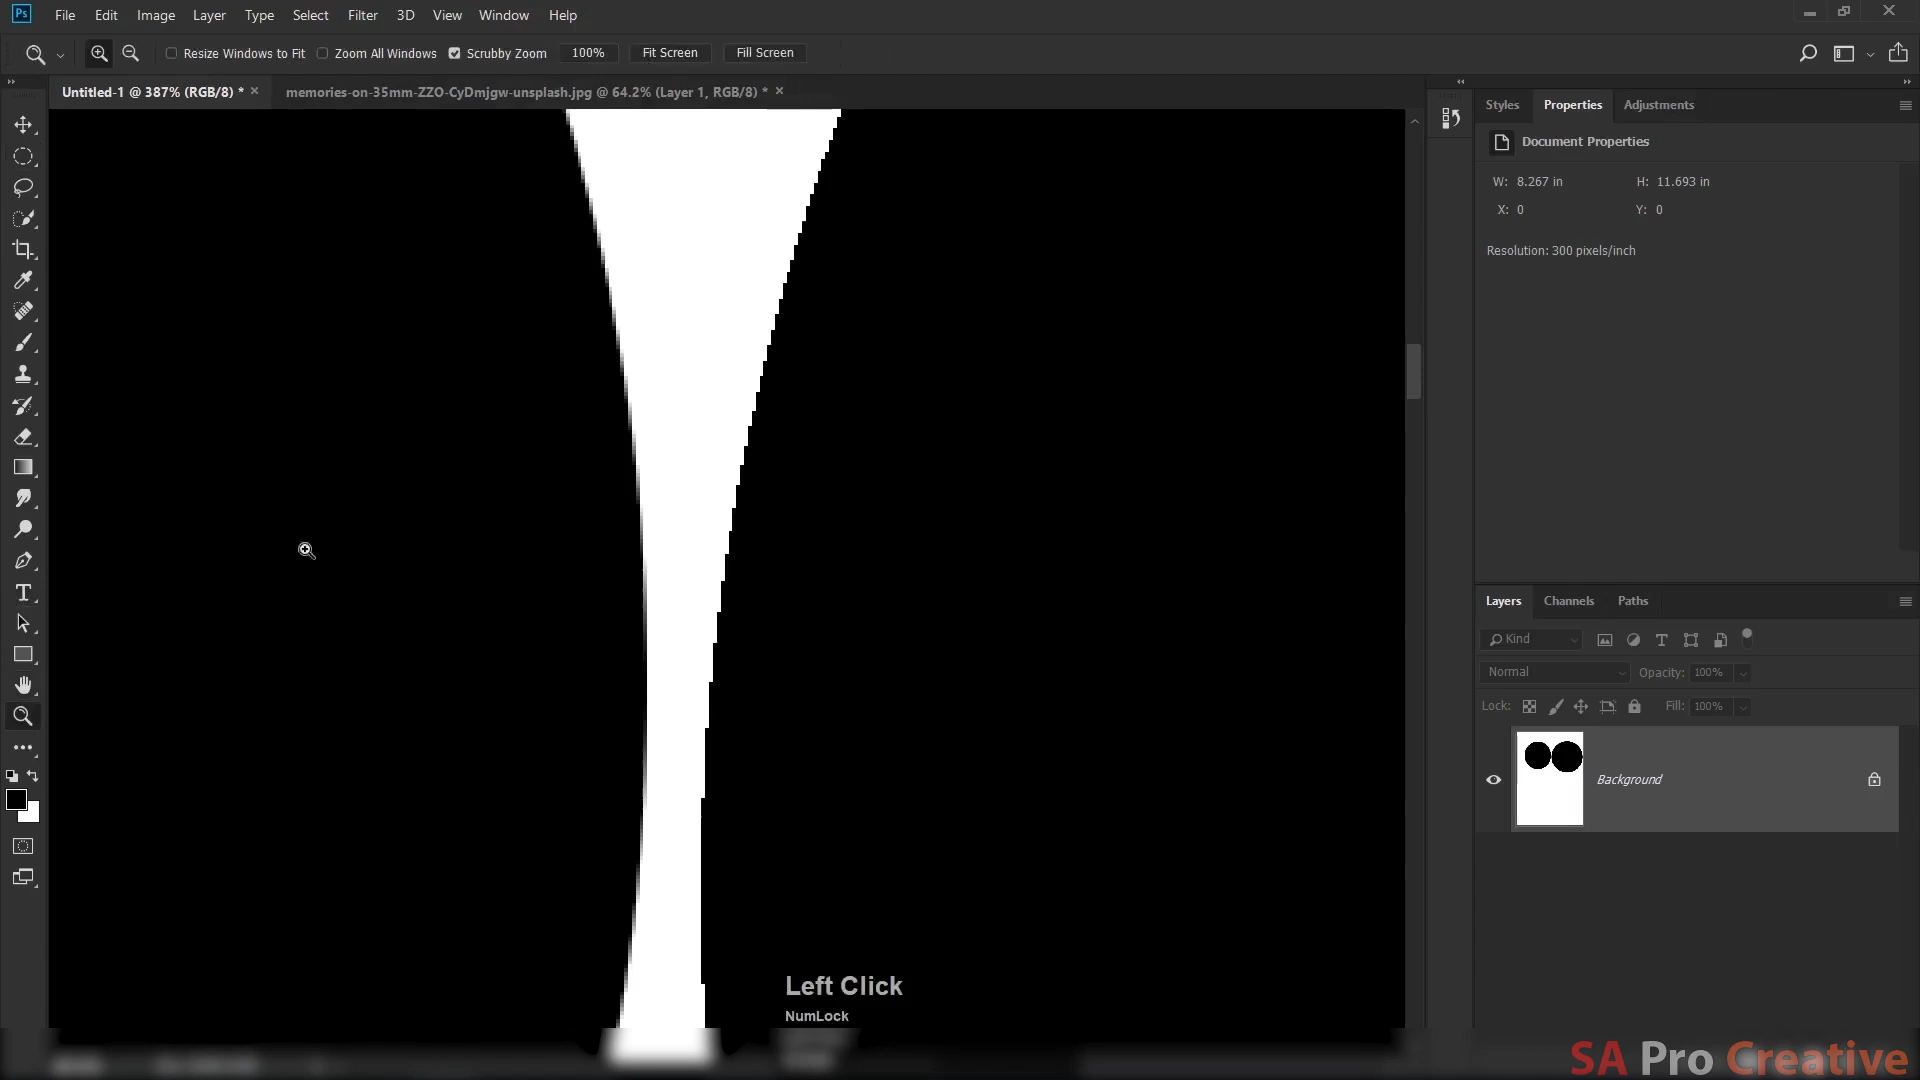 Ps File Edit Image Layer Type Select Filter 3D View Window Help
Resize Windows to Fit Zoom All Windows Scrubby Zoom 100% Fit Screen Fill Screen
Untitled-1 @ 387% (RGB/8) * memories-on-35mm-ZZO-CyDmjgw-unsplash.jpg @ 64.2% (Layer 1, RGB/8) *
Styles Properties Adjustments
Document Properties
W: 8.267 in H: 11.693 in
X: 0 Y: 0
Resolution: 300 pixels/inch
Layers Channels Paths
Kind
Normal Opacity: 100%
Lock: Fill: 100%
Background
Left Click
NumLock
SA Pro Creative